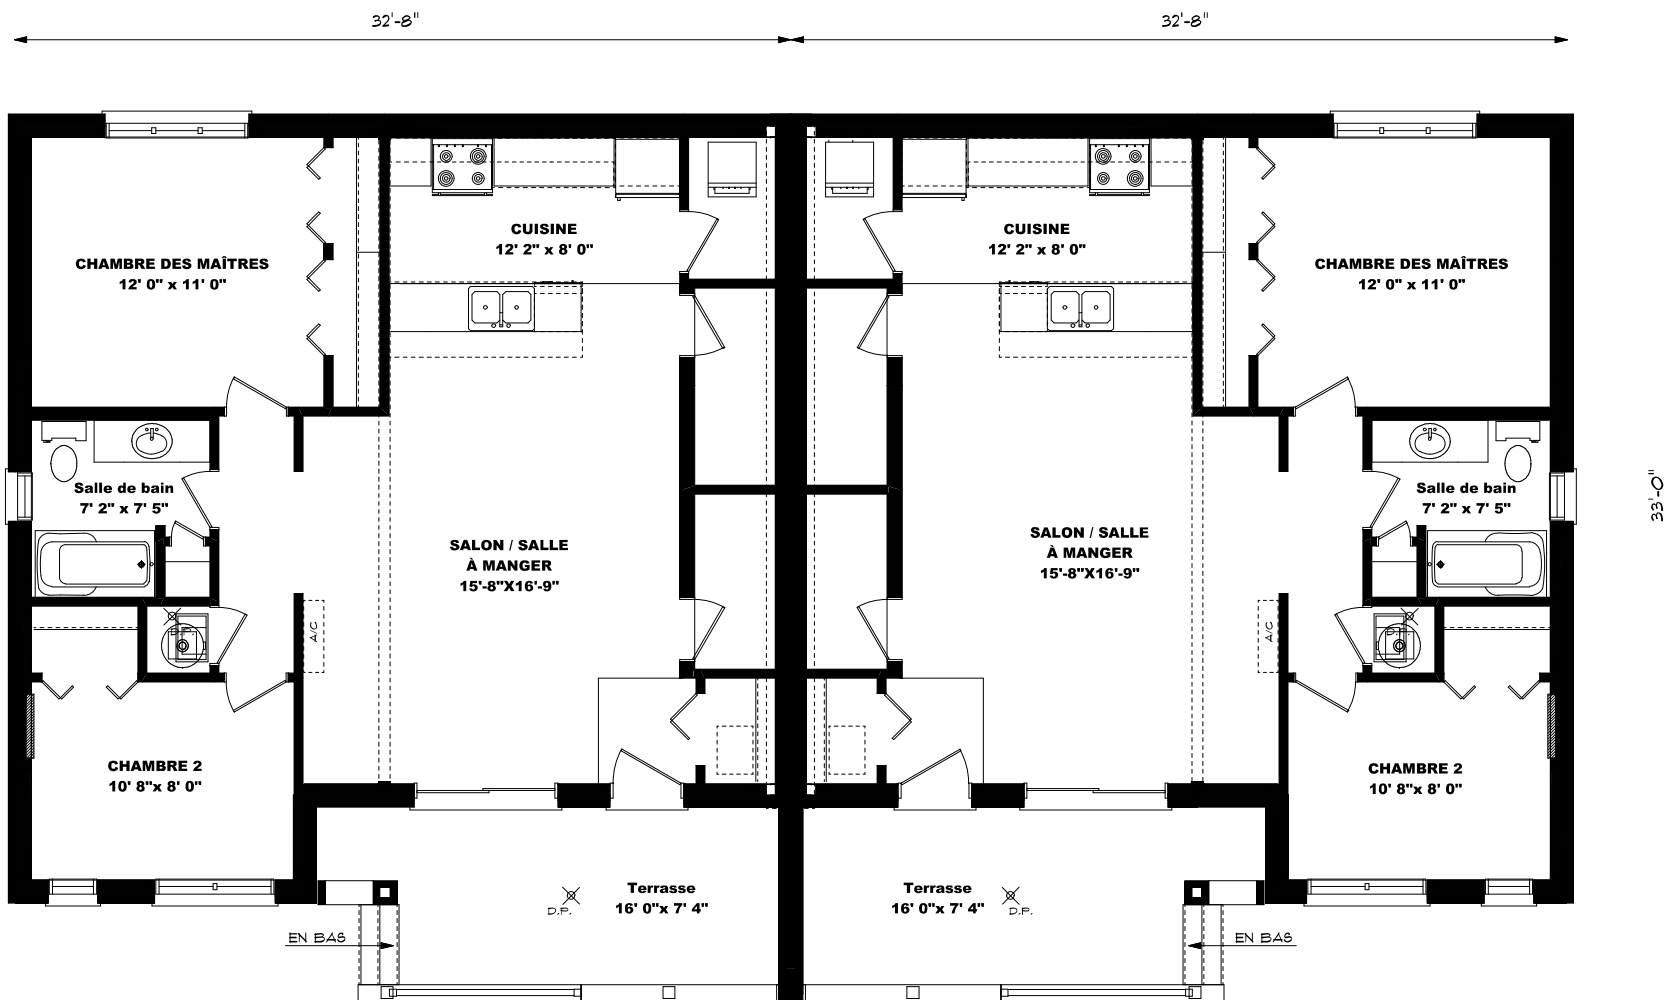 32'-8"
32'-8"
CUISINE
12' 2" x 8' 0"
CUISINE
12' 2" x 8' 0"
CHAMBRE DES MAÎTRES
12' 0" x 11' 0"
CHAMBRE DES MAÎTRES
12' 0" x 11' 0"
Salle de bain
7' 2" x 7' 5"
Salle de bain
7' 2" x 7' 5"
33'-0"
SALON / SALLE
À MANGER
15'-8"X16'-9"
SALON / SALLE
À MANGER
15'-8"X16'-9"
A/C
A/C
CHAMBRE 2
10' 8"x 8' 0"
CHAMBRE 2
10' 8"x 8' 0"
Terrasse
16' 0"x 7' 4"
D.P.
Terrasse
16' 0"x 7' 4"
D.P.
EN BAS
EN BAS